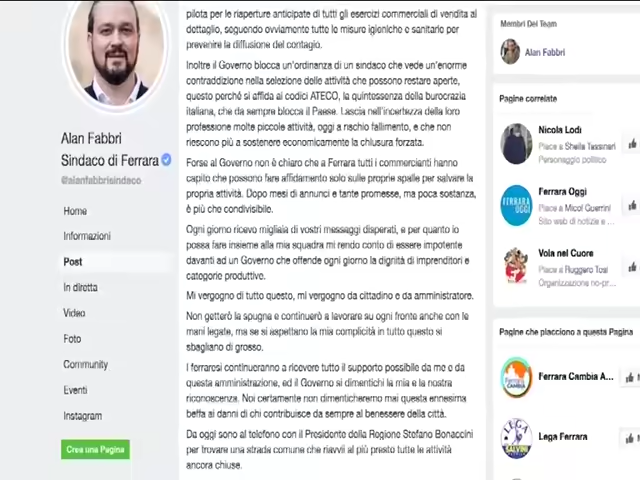 pilota per le riaperture anticipate di tutti gli esercizi commerciali di vendita al
dettaglio, seguendo ovviamente tutte le misure igieniche e sanitarie per
prevenire la diffusione del contagio.
Inoltre il Governo blocca un'ordinanza di un sindaco che vede un'enorme
contraddizione nella selezione delle attività che possono restare aperte,
questo perché si affida ai codici ATECO, la quintessenza della burocrazia
italiana, che da sempre blocca il Paese. Lascia nell'incertezza della loro
professione molte piccole attività, oggi a rischio fallimento, e che non
riescono più a sostenere economicamente la chiusura forzata.
Forse al Governo non è chiaro che a Ferrara tutti i commercianti hanno
capito che possono fare affidamento solo sulle proprie spalle per salvare la
propria attività. Dopo mesi di annunci e tante promesse, ma poca sostanza,
è più che condivisibile.
Ogni giorno ricevo migliaia di vostri messaggi disperati, e per quanto io
possa fare insieme alla mia squadra mi rendo conto di essere impotente
davanti ad un Governo che offende ogni giorno la dignità di imprenditori e
categorie produttive.
Mi vergogno di tutto questo, mi vergogno da cittadino e da amministratore.
Non getterò la spugna e continuerò a lavorare su ogni fronte anche con le
mani legate, ma se si aspettano la mia complicità in tutto questo si
sbagliano di grosso.
I ferraresi continueranno a ricevere tutto il supporto possibile da me e da
questa amministrazione, ed il Governo si dimentichi la mia e la nostra
riconoscenza. Noi certamente non dimenticheremo mai questa ennesima
beffa ai danni di chi contribuisce da sempre al benessere della città.
Da oggi sono al telefono con il Presidente della Regione Stefano Bonaccini
per trovare una strada comune che riavvii al più presto tutte le attività
ancora chiuse.
Alan Fabbri
Sindaco di Ferrara
@alanfabbrisindaco
Home
Informazioni
Post
In diretta
Video
Foto
Community
Eventi
Instagram
Crea una Pagina
Membri Del Team
Alan Fabbri
Pagine correlate
Nicola Lodi
Piace a Sheila Tassinari
Personaggio politico
FERRARA
OGGI
Ferrara Oggi
Piace a Micol Guerrini
Sito web di notizie e ...
Vola nel Cuore
Piace a Ruggero Tosi
Organizzazione no-pr...
Pagine che piacciono a questa Pagina
Ferrara
CAMBIA
Ferrara Cambia A...
LEGA
SALVINI
Lega Ferrara